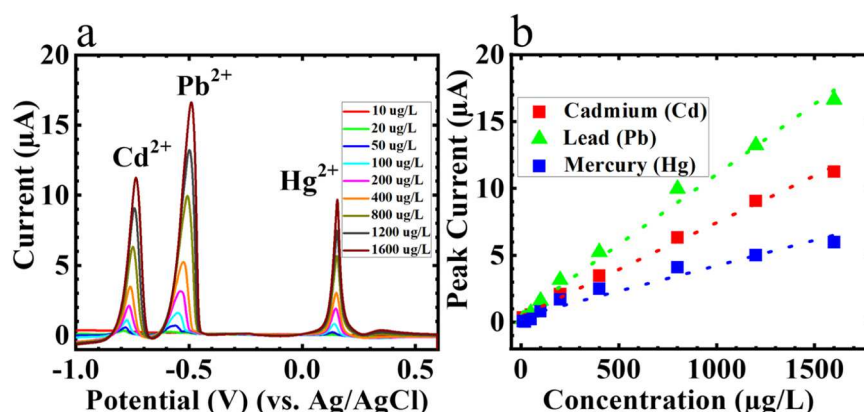 a
Current (µA)
20
15
10
5
0
Cd2+
Pb2+
Hg2+
10 ug/L
20 ug/L
50 ug/L
100 ug/L
200 ug/L
400 ug/L
800 ug/L
1200 ug/L
1600 ug/L
-1.0
-0.5
0.0
0.5
Potential (V) (vs. Ag/AgCl)
b
Peak Current (µA)
20
15
10
5
0
Cadmium (Cd)
Lead (Pb)
Mercury (Hg)
0
500
1000
1500
Concentration (µg/L)